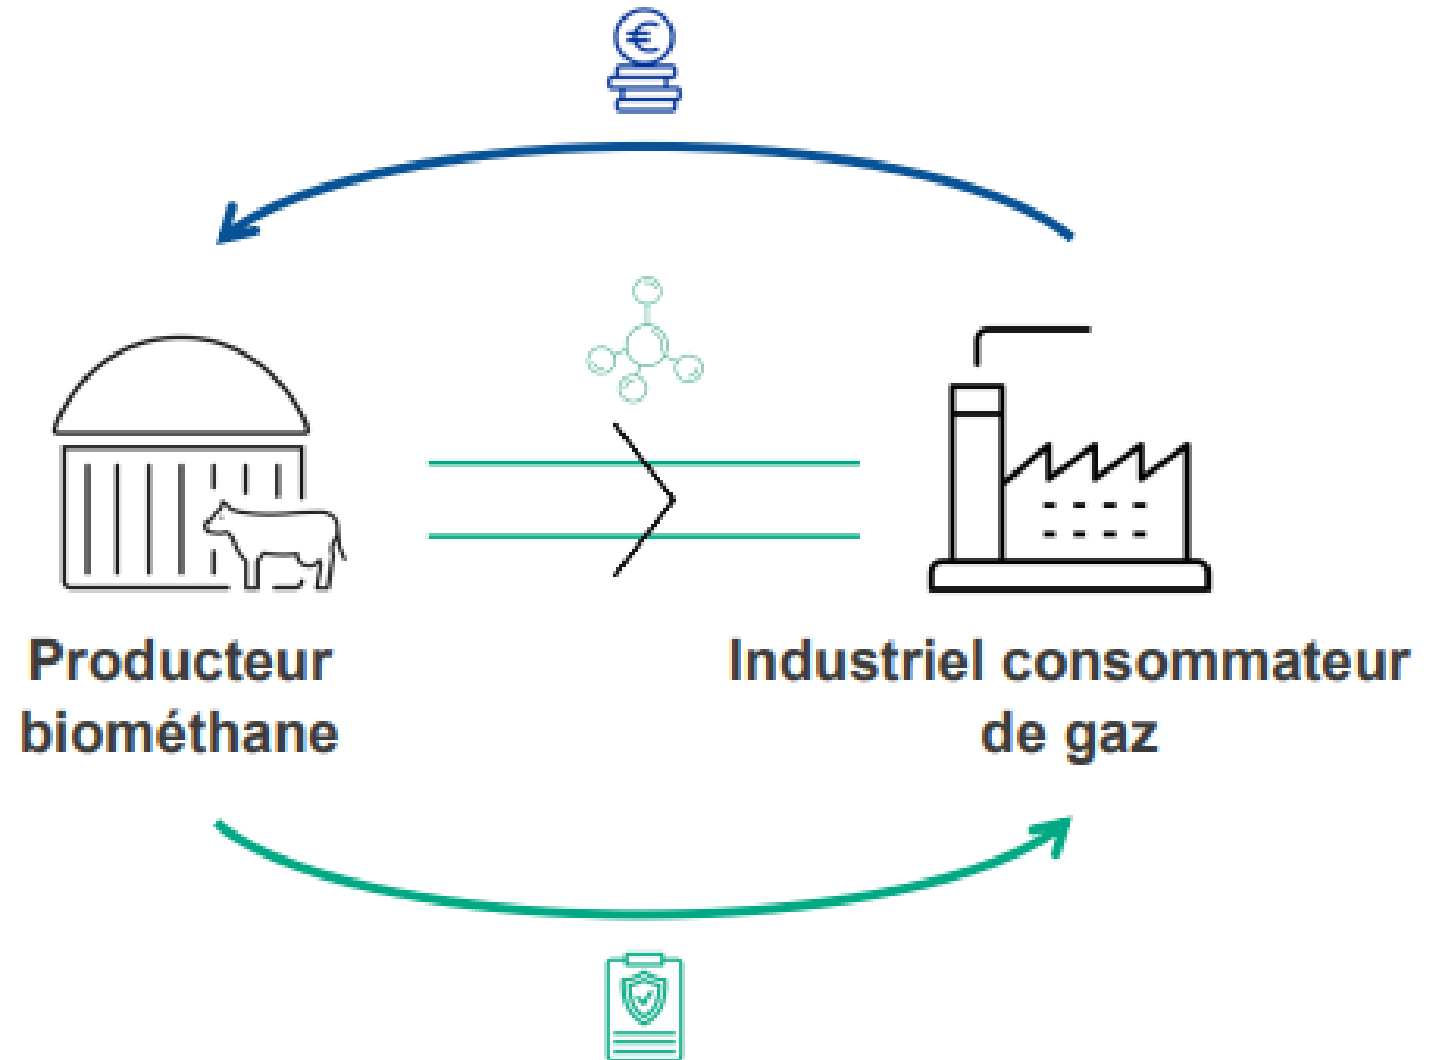 €
Producteur
biométhane
Industriel consommateur
de gaz